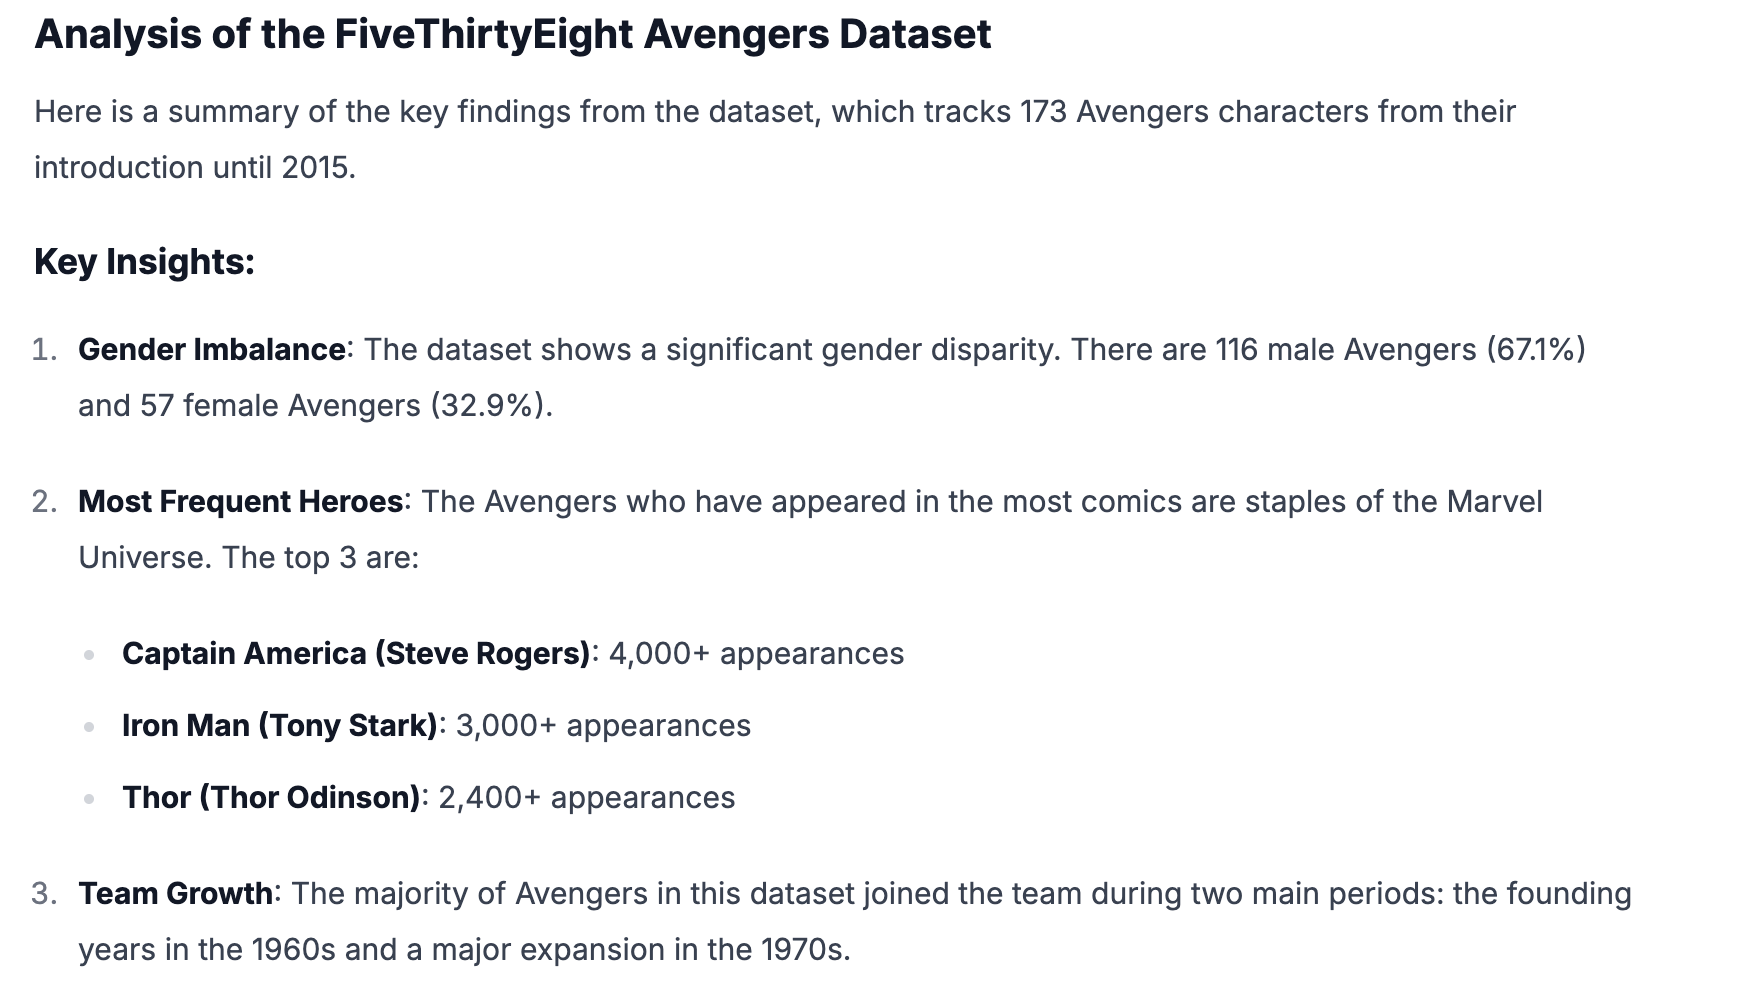 Analysis of the FiveThirtyEight Avengers Dataset
Here is a summary of the key findings from the dataset, which tracks 173 Avengers characters from their
introduction until 2015.
Key Insights:
1. Gender Imbalance: The dataset shows a significant gender disparity. There are 116 male Avengers (67.1%)
and 57 female Avengers (32.9%).
2. Most Frequent Heroes: The Avengers who have appeared in the most comics are staples of the Marvel
Universe. The top 3 are:
• Captain America (Steve Rogers): 4,000+ appearances
• Iron Man (Tony Stark): 3,000+ appearances
• Thor (Thor Odinson): 2,400+ appearances
3. Team Growth: The majority of Avengers in this dataset joined the team during two main periods: the founding
years in the 1960s and a major expansion in the 1970s.